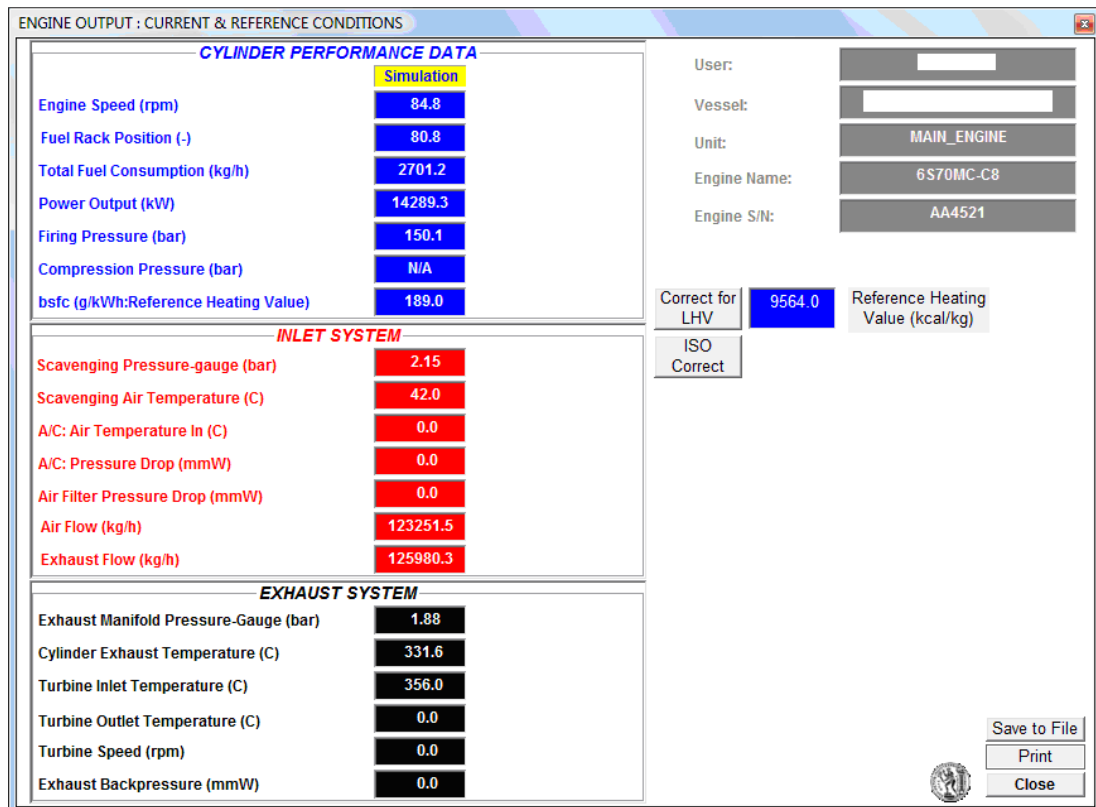 ENGINE OUTPUT : CURRENT & REFERENCE CONDITIONS
CYLINDER PERFORMANCE DATA
Simulation
Engine Speed (rpm) 84.8
Fuel Rack Position (-) 80.8
Total Fuel Consumption (kg/h) 2701.2
Power Output (kW) 14289.3
Firing Pressure (bar) 150.1
Compression Pressure (bar) N/A
bsfc (g/kWh:Reference Heating Value) 189.0
INLET SYSTEM
Scavenging Pressure-gauge (bar) 2.15
Scavenging Air Temperature (C) 42.0
A/C: Air Temperature In (C) 0.0
A/C: Pressure Drop (mmW) 0.0
Air Filter Pressure Drop (mmW) 0.0
Air Flow (kg/h) 123251.5
Exhaust Flow (kg/h) 125980.3
EXHAUST SYSTEM
Exhaust Manifold Pressure-Gauge (bar) 1.88
Cylinder Exhaust Temperature (C) 331.6
Turbine Inlet Temperature (C) 356.0
Turbine Outlet Temperature (C) 0.0
Turbine Speed (rpm) 0.0
Exhaust Backpressure (mmW) 0.0
User:
Vessel:
Unit: MAIN_ENGINE
Engine Name: 6S70MC-C8
Engine S/N: AA4521
Correct for
LHV
9564.0
Reference Heating
Value (kcal/kg)
ISO
Correct
Save to File
Print
Close